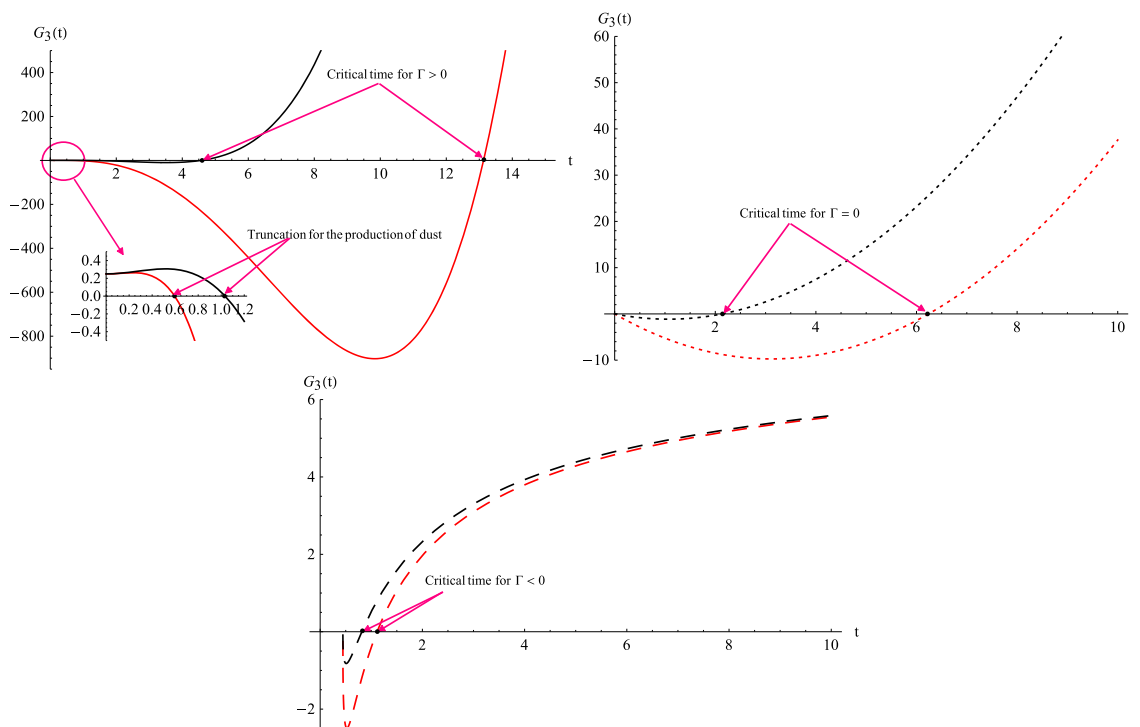 G₃(t)
400
200
Critical time for Γ > 0
t
2 4 6 8 10 12 14
−200
−400
−600
−800
Truncation for the production of dust
0.4
0.2
0.0
0.2 0.4 0.6 0.8 1.0 1.2
−0.2
−0.4
G₃(t)
60
50
40
30
20
10
−10
Critical time for Γ = 0
2 4 6 8 10
t
G₃(t)
6
4
2
−2
Critical time for Γ < 0
2 4 6 8 10
t